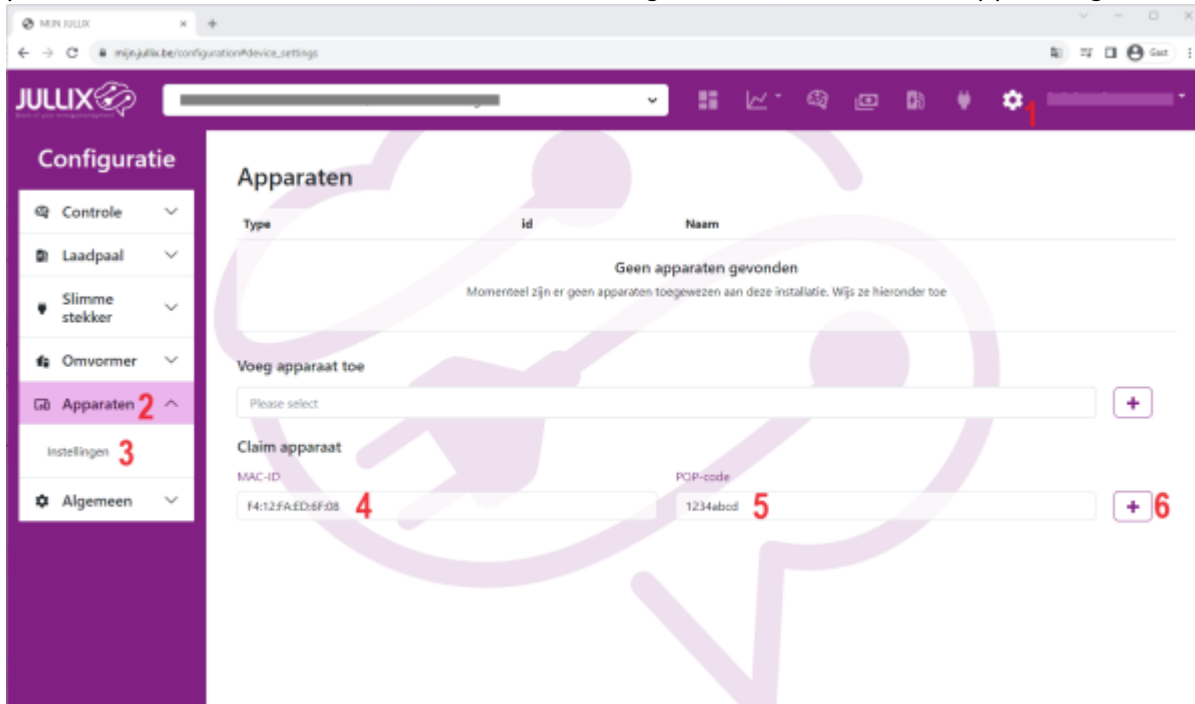 MIJN JULLIX
mijn.jullix.be/configuration#device_settings
Gast
JULLIX
1
Configuratie
Controle
Laadpaal
Slimme
stekker
Omvormer
Apparaten 2
Instellingen 3
Algemeen
Apparaten
Type id Naam
Geen apparaten gevonden
Momenteel zijn er geen apparaten toegewezen aan deze installatie. Wijs ze hieronder toe
Voeg apparaat toe
Please select
+
Claim apparaat
MAC-ID POP-code
F4:12:FA:ED:6F:08 4 1234abcd 5 + 6